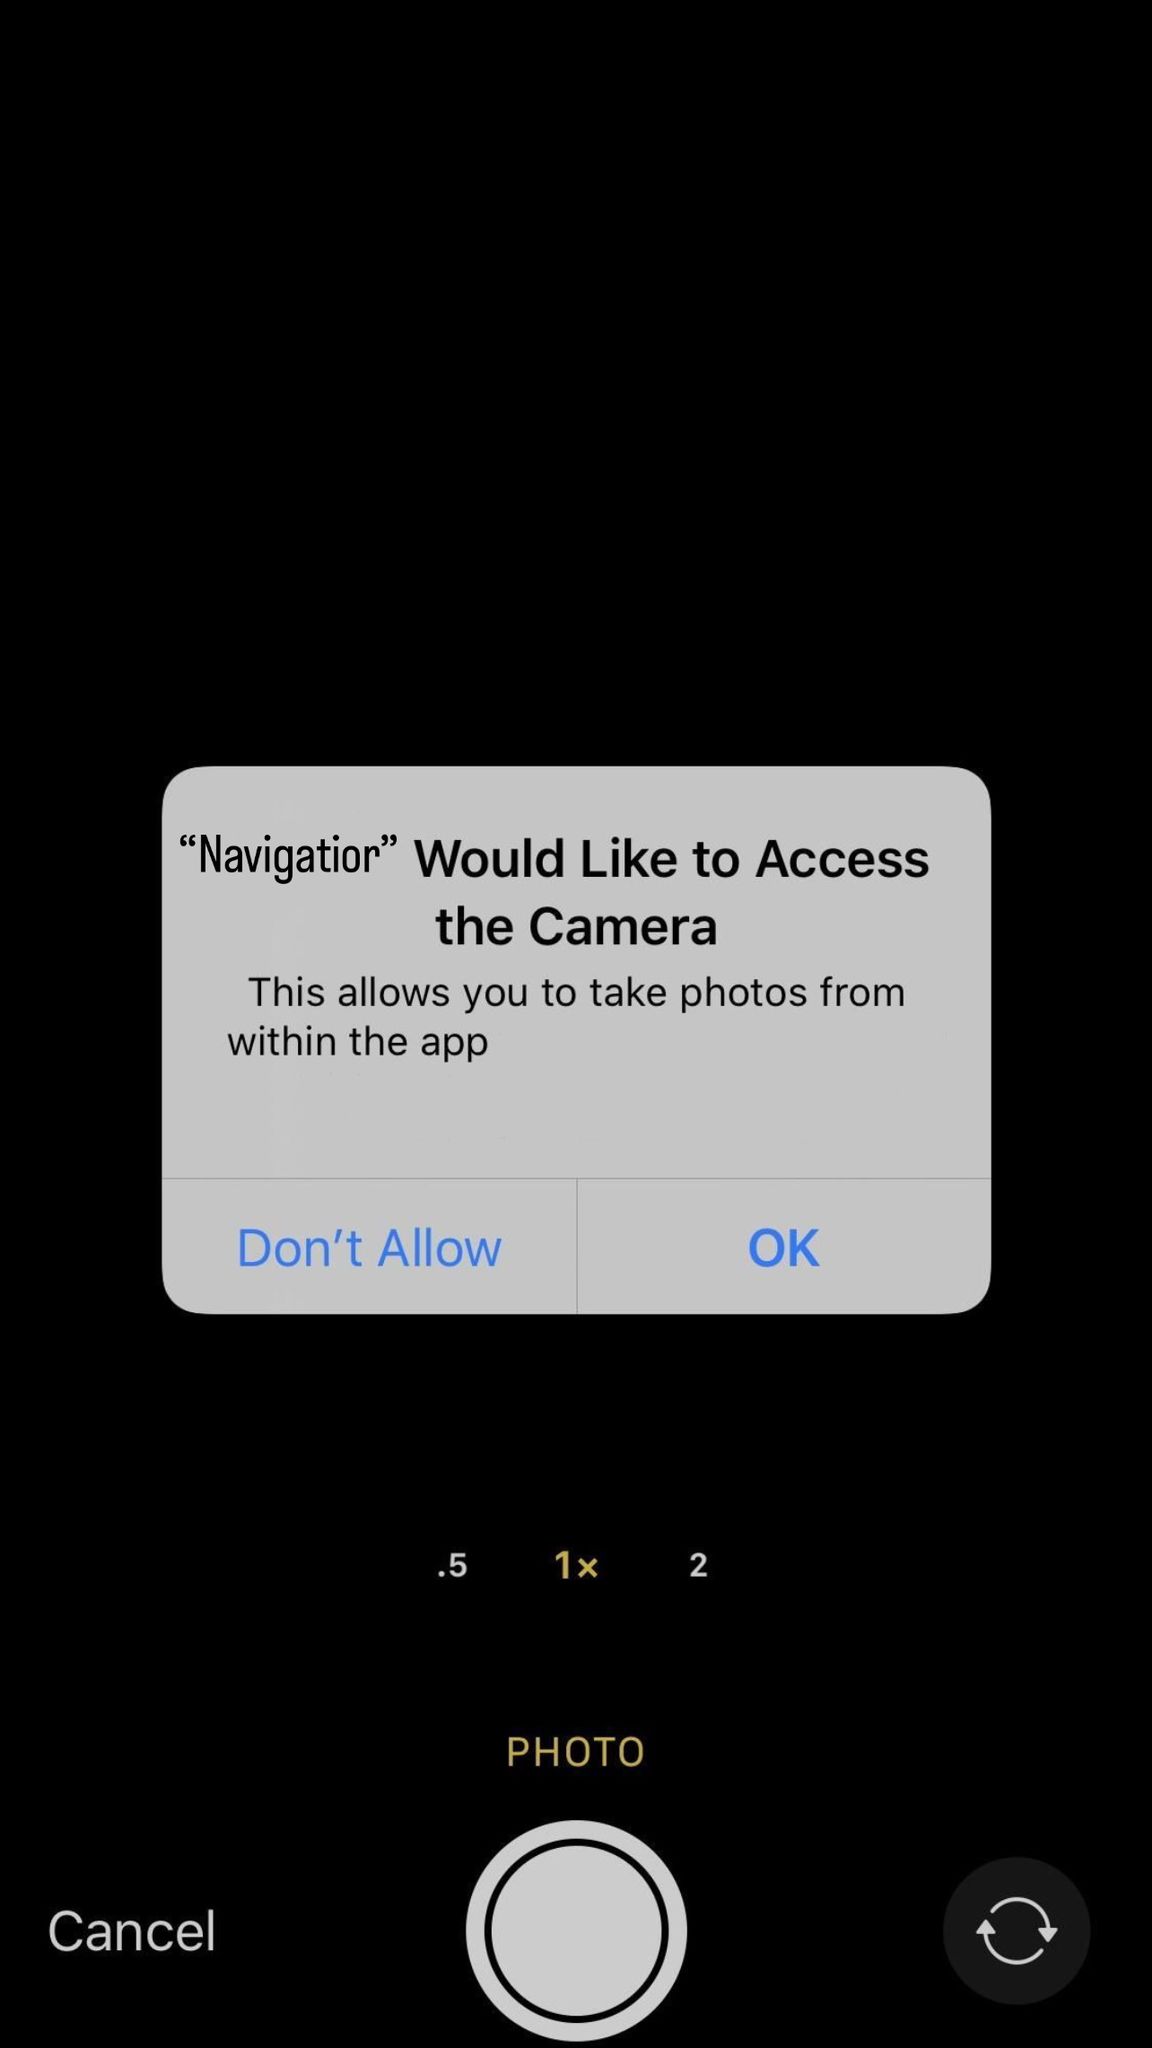 “Navigatior” Would Like to Access
the Camera
This allows you to take photos from
within the app
Don’t Allow
OK
.5
1×
2
PHOTO
Cancel